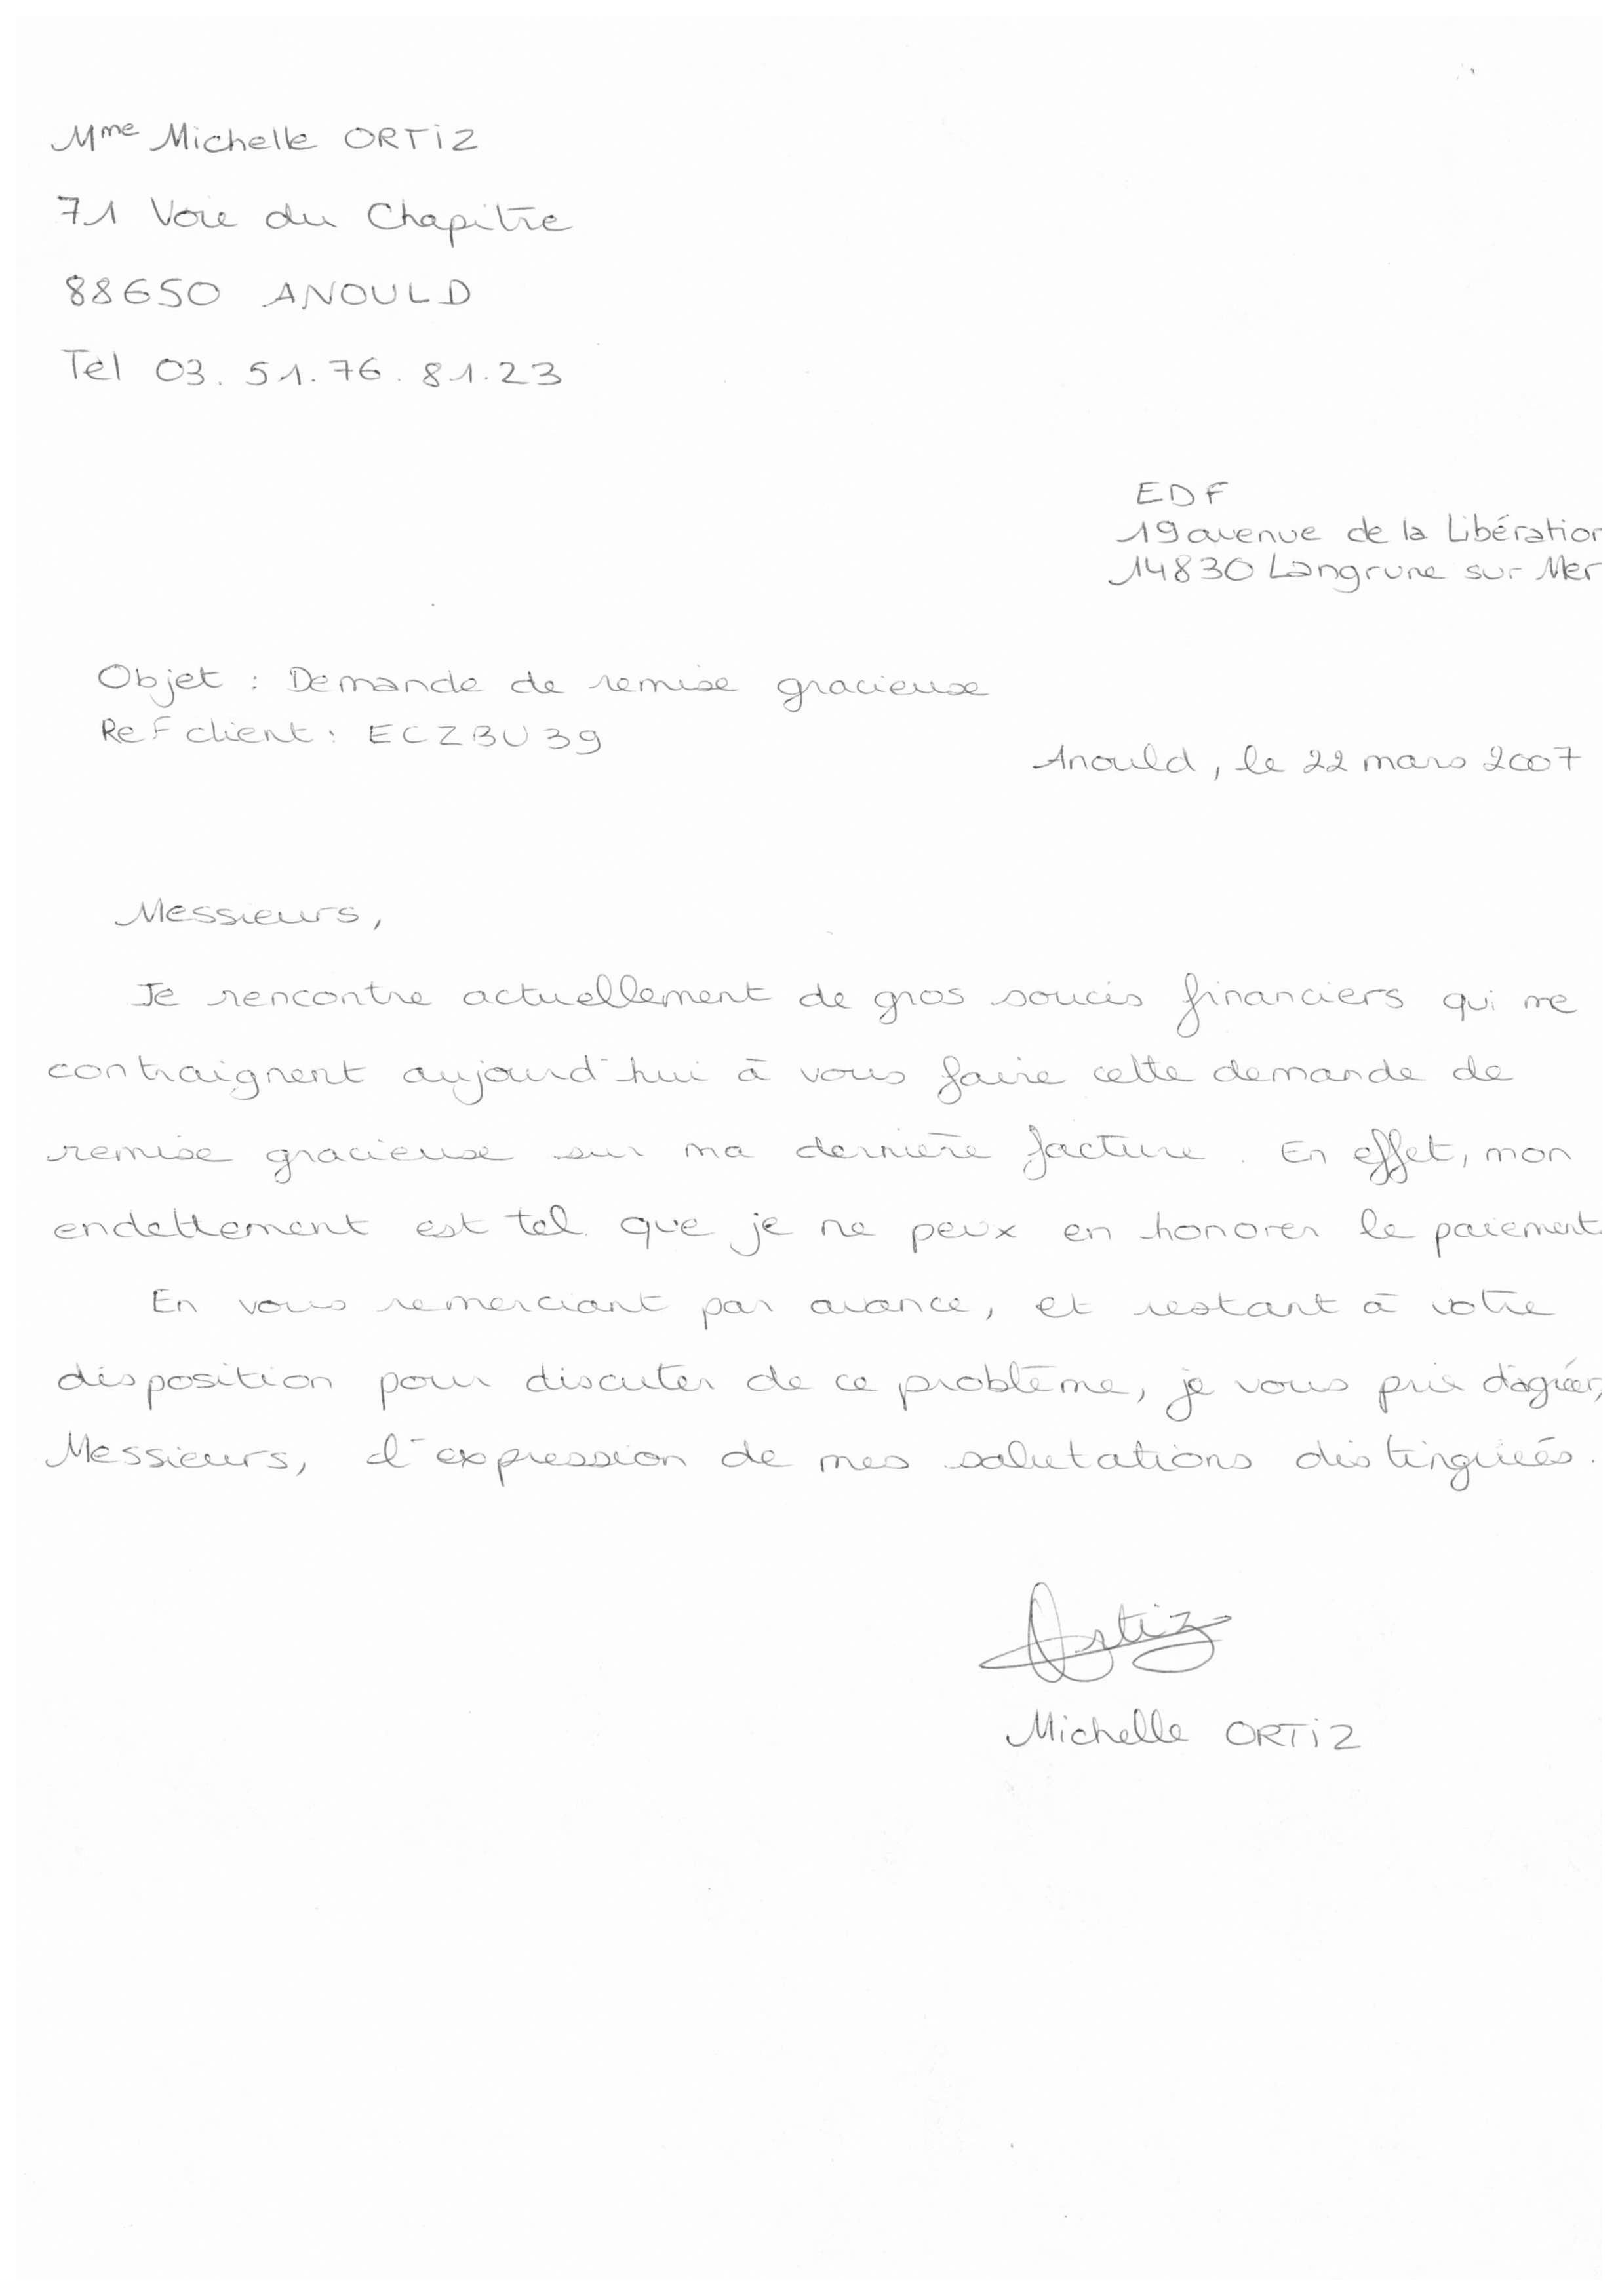 Mme Michelle ORTiZ
71 Voie du Chapitre
88650 ANOULD
Tel 03.51.76.81.23
EDF
19 avenue de la Libération
14830 Langrune sur Mer
Objet : Demande de remise gracieuse
Ref client : ECZBU39
Anould, le 22 mars 2007
Messieurs,
Je rencontre actuellement de gros soucis financiers qui me
contraignent aujourd'hui à vous faire cette demande de
remise gracieuse sur ma dernière facture. En effet, mon
endettement est tel que je ne peux en honorer le paiement.
En vous remerciant par avance, et restant à votre
disposition pour discuter de ce problème, je vous prie d'agréer,
Messieurs, l'expression de mes salutations distinguées.
Ortiz
Michelle ORTiZ